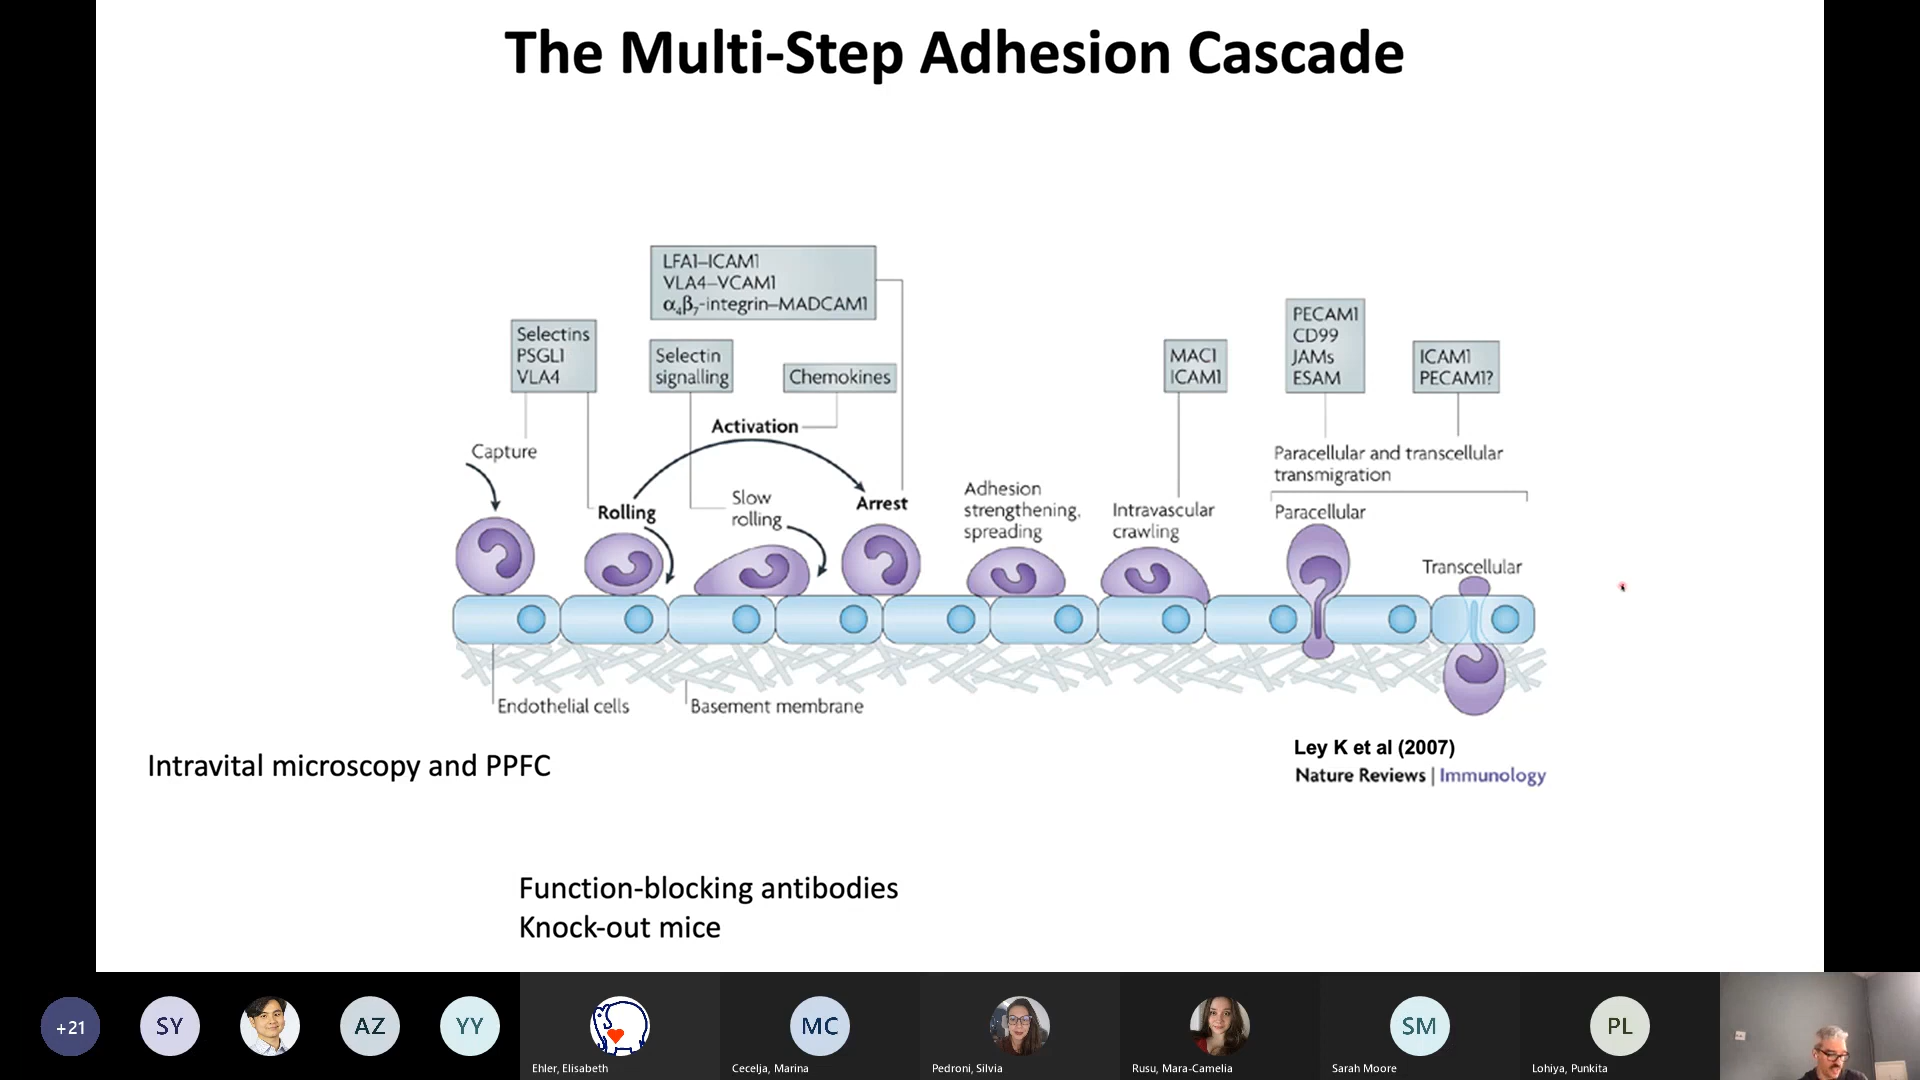 The Multi-Step Adhesion Cascade
LFA1–ICAM1
VLA4–VCAM1
α4β7-integrin–MADCAM1
Selectins
PSGL1
VLA4
Selectin
signalling
Chemokines
MAC1
ICAM1
PECAM1
CD99
JAMs
ESAM
ICAM1
PECAM1?
Capture
Activation
Rolling
Slow
rolling
Arrest
Adhesion
strengthening,
spreading
Intravascular
crawling
Paracellular and transcellular
transmigration
Paracellular
Transcellular
Endothelial cells
Basement membrane
Ley K et al (2007)
Nature Reviews | Immunology
Intravital microscopy and PPFC
Function-blocking antibodies
Knock-out mice
+21
SY
AZ
YY
MC
SM
PL
Ehler, Elisabeth
Cecelja, Marina
Pedroni, Silvia
Rusu, Mara-Camelia
Sarah Moore
Lohiya, Punkita